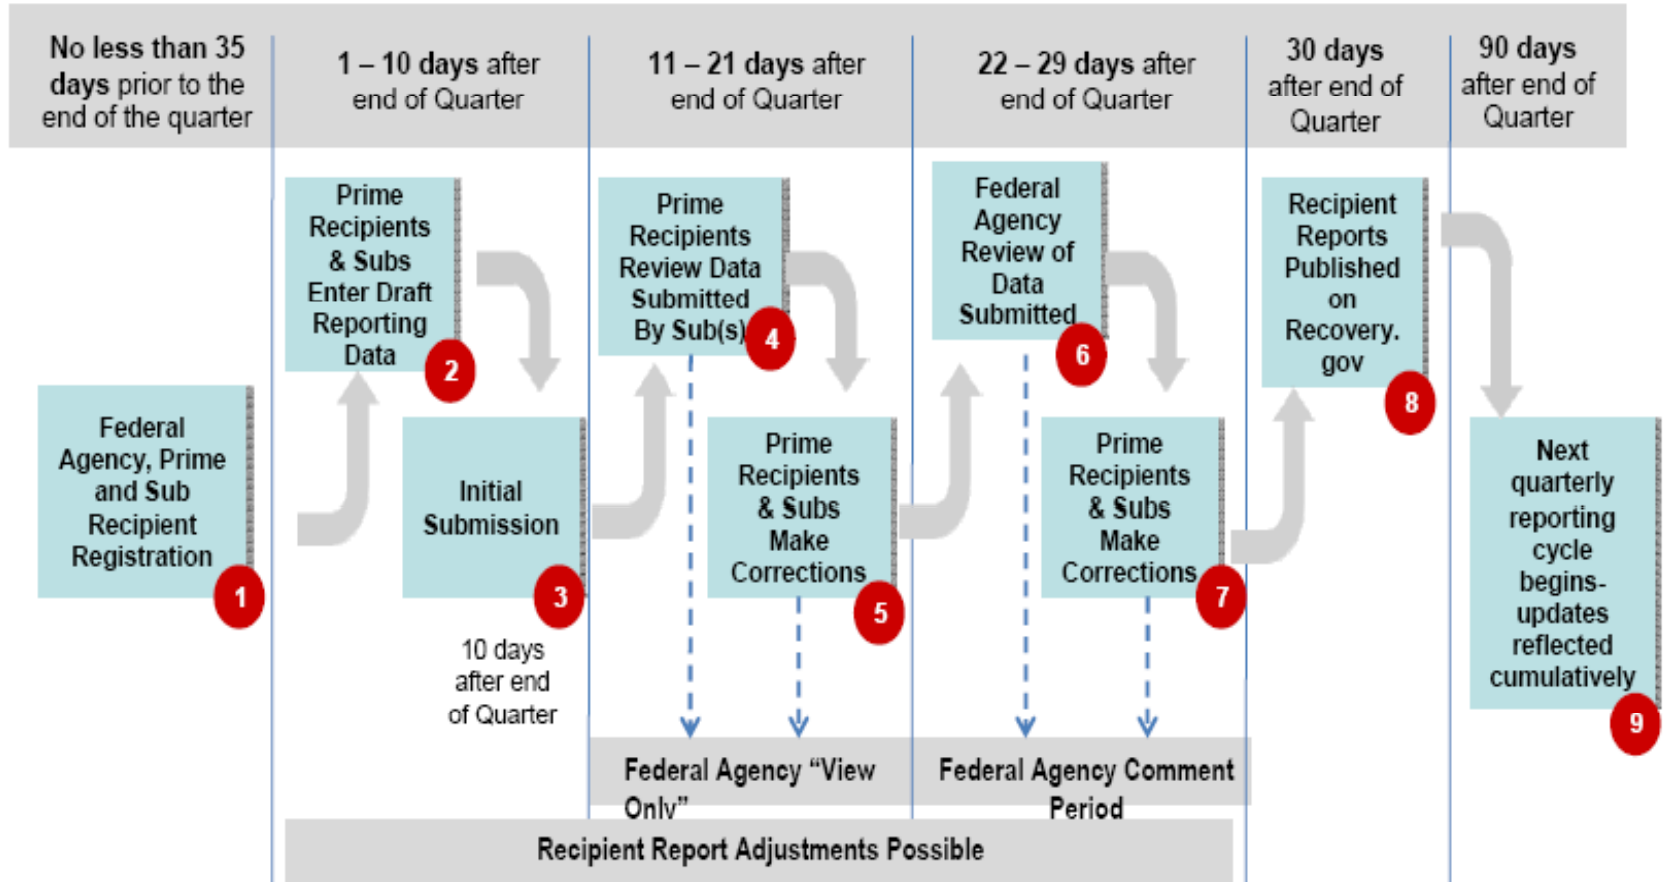 No less than 35
days prior to the
end of the quarter
1 – 10 days after
end of Quarter
11 – 21 days after
end of Quarter
22 – 29 days after
end of Quarter
30 days
after end of
Quarter
90 days
after end of
Quarter
Federal
Agency, Prime
and Sub
Recipient
Registration
1
Prime
Recipients
& Subs
Enter Draft
Reporting
Data
2
Initial
Submission
3
10 days
after end
of Quarter
Prime
Recipients
Review Data
Submitted
By Sub(s)
4
Prime
Recipients
& Subs
Make
Corrections
5
Federal
Agency
Review of
Data
Submitted
6
Prime
Recipients
& Subs
Make
Corrections
7
Recipient
Reports
Published
on
Recovery.
gov
8
Next
quarterly
reporting
cycle
begins-
updates
reflected
cumulatively
9
Federal Agency “View
Only”
Federal Agency Comment
Period
Recipient Report Adjustments Possible